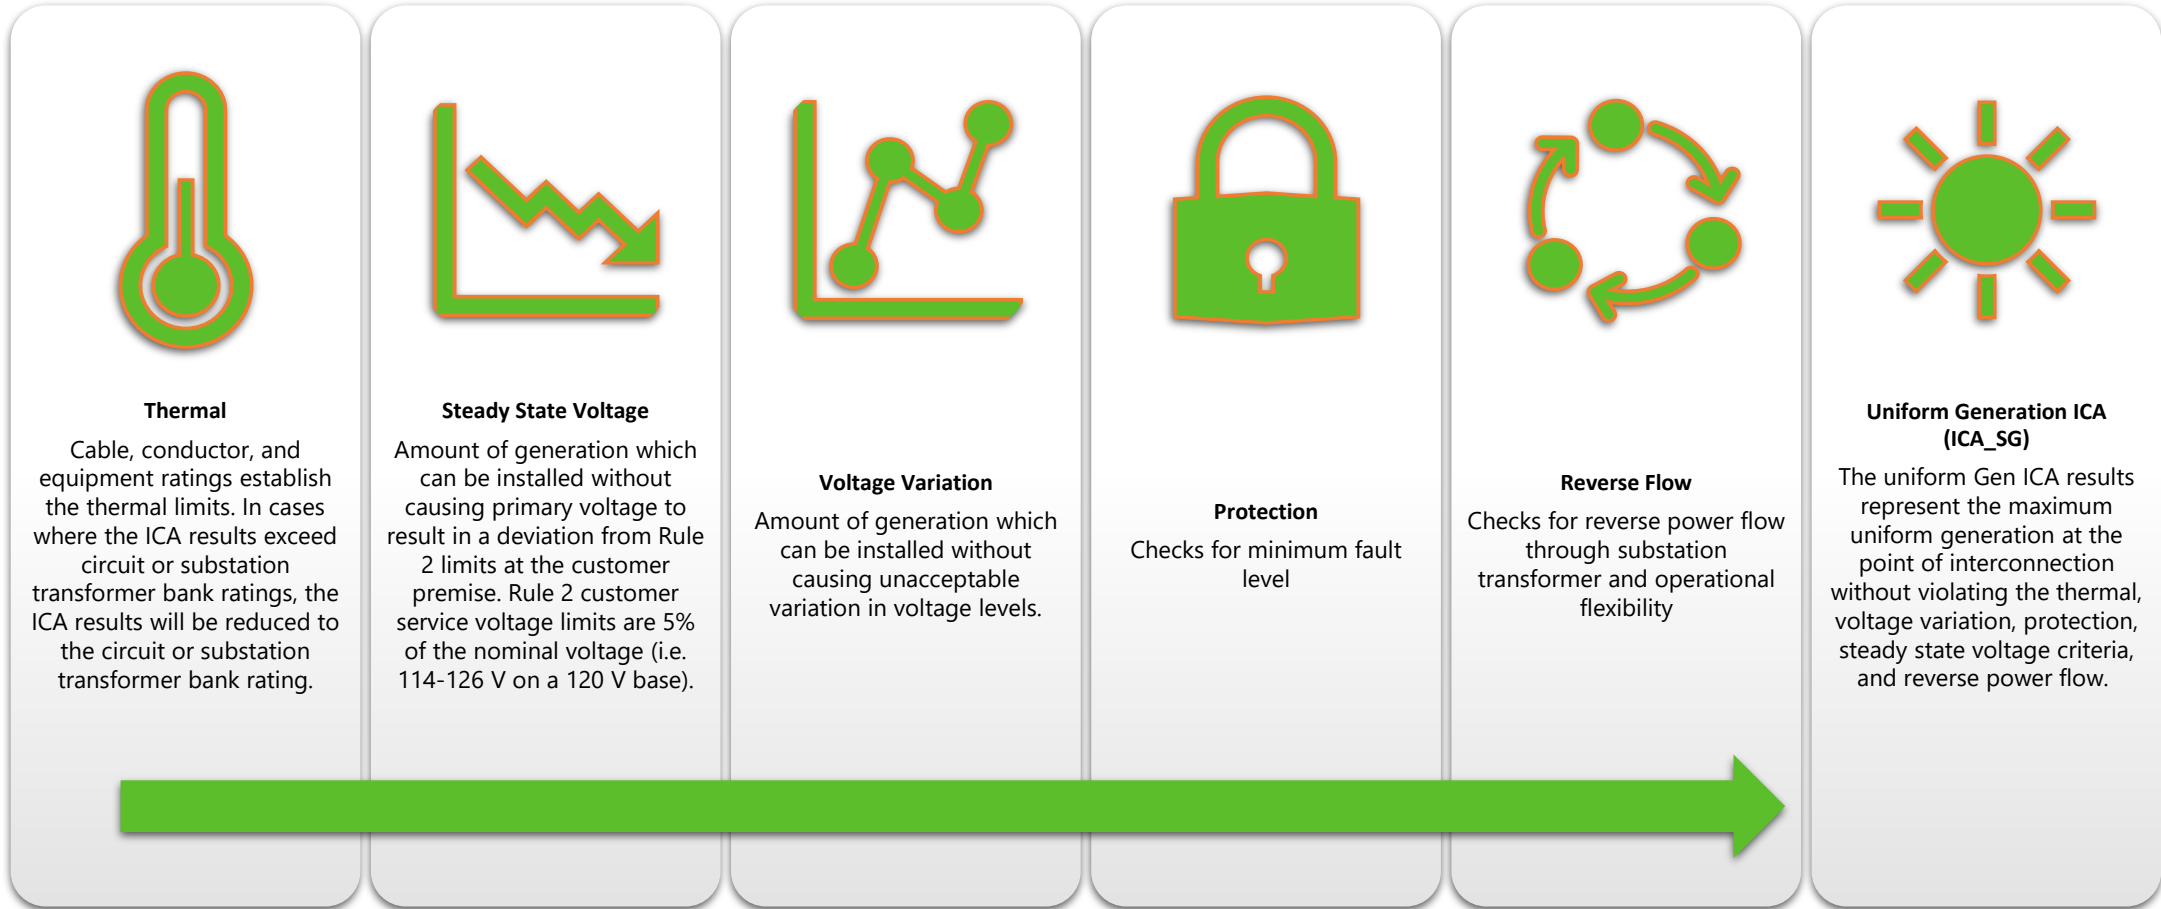 Thermal
Cable, conductor, and
equipment ratings establish
the thermal limits. In cases
where the ICA results exceed
circuit or substation
transformer bank ratings, the
ICA results will be reduced to
the circuit or substation
transformer bank rating.
Steady State Voltage
Amount of generation which
can be installed without
causing primary voltage to
result in a deviation from Rule
2 limits at the customer
premise. Rule 2 customer
service voltage limits are 5%
of the nominal voltage (i.e.
114-126 V on a 120 V base).
Voltage Variation
Amount of generation which
can be installed without
causing unacceptable
variation in voltage levels.
Protection
Checks for minimum fault
level
Reverse Flow
Checks for reverse power flow
through substation
transformer and operational
flexibility
Uniform Generation ICA
(ICA_SG)
The uniform Gen ICA results
represent the maximum
uniform generation at the
point of interconnection
without violating the thermal,
voltage variation, protection,
steady state voltage criteria,
and reverse power flow.